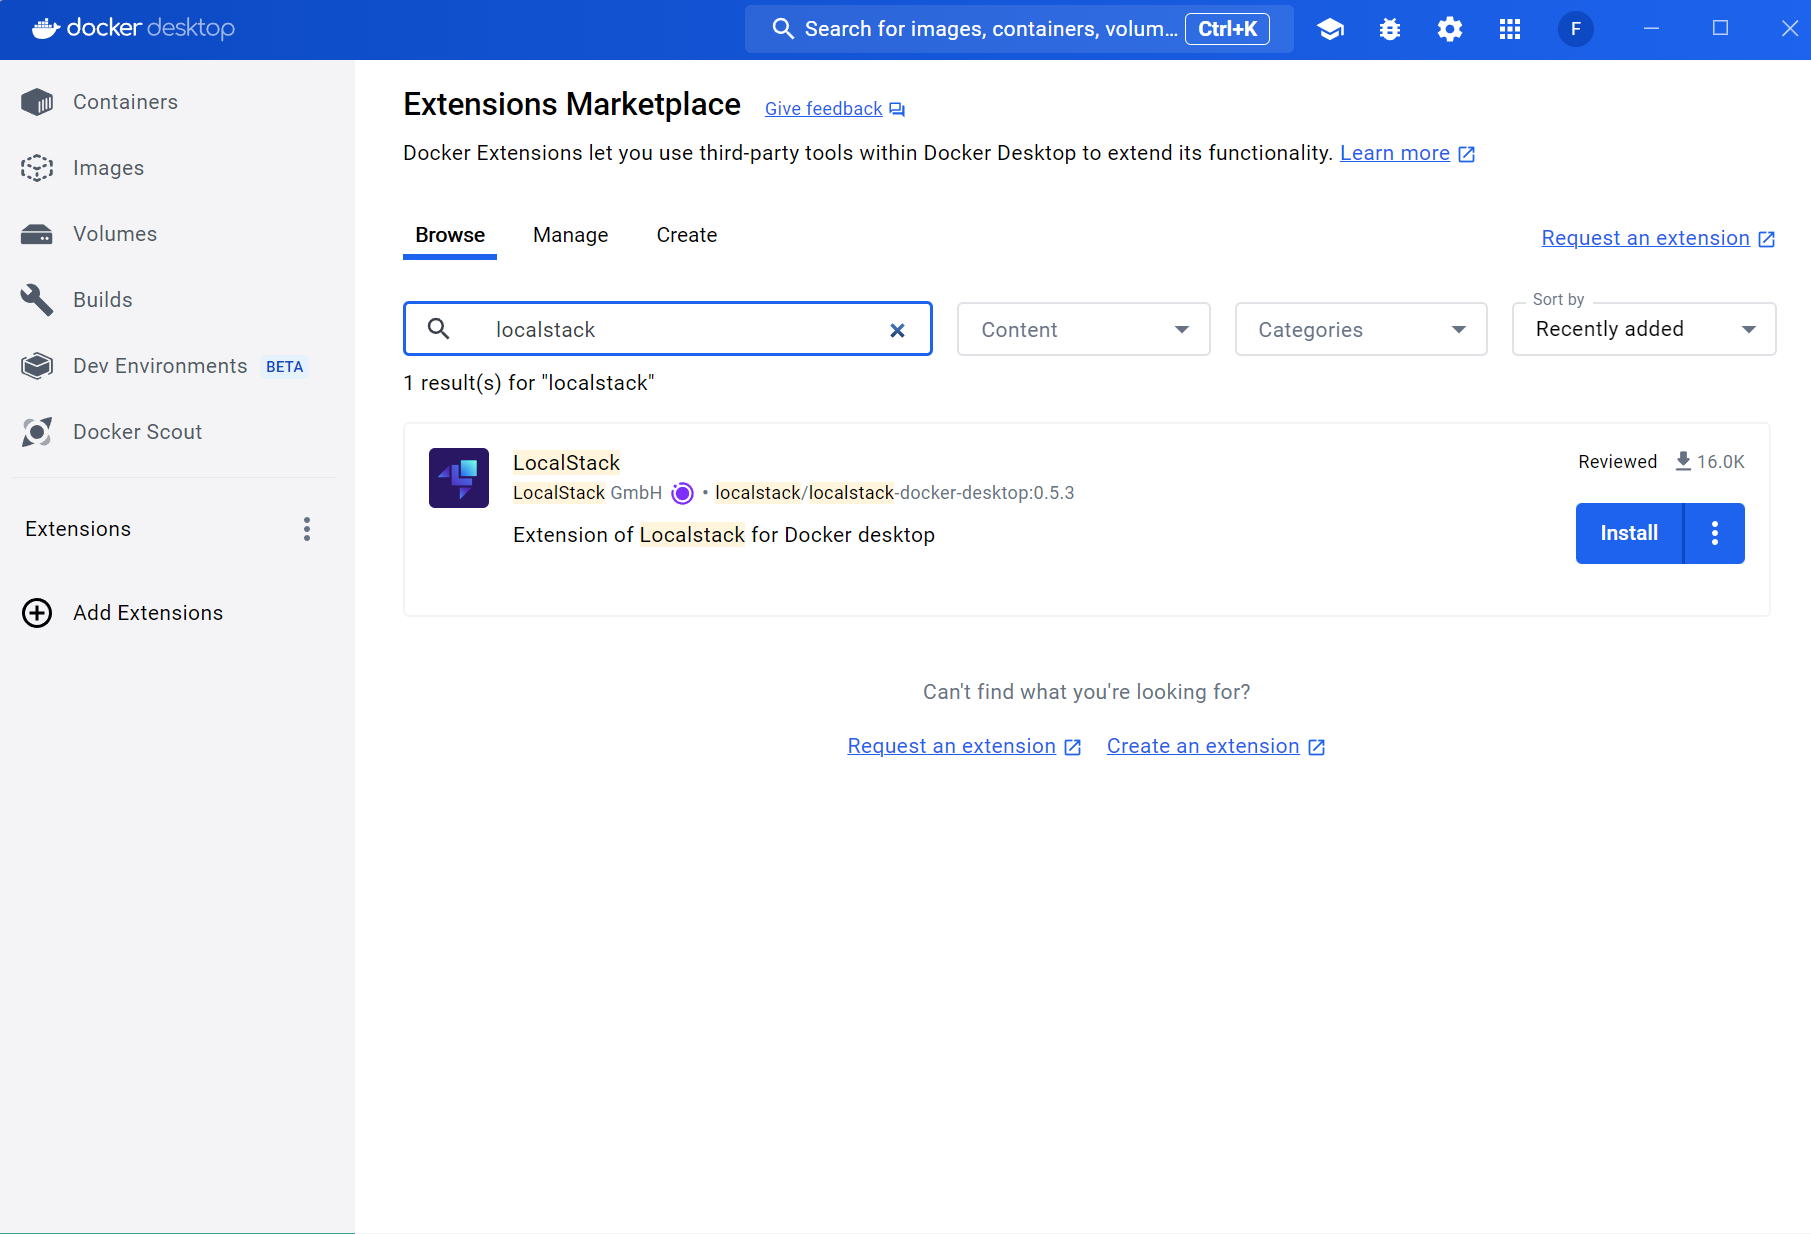 docker desktop
Search for images, containers, volum... Ctrl+K
F
Containers
Images
Volumes
Builds
Dev Environments BETA
Docker Scout
Extensions
Add Extensions
Extensions Marketplace Give feedback
Docker Extensions let you use third-party tools within Docker Desktop to extend its functionality. Learn more
Browse Manage Create
Request an extension
localstack
Content
Categories
Sort by
Recently added
1 result(s) for "localstack"
LocalStack
LocalStack GmbH • localstack/localstack-docker-desktop:0.5.3
Extension of Localstack for Docker desktop
Reviewed 16.0K
Install
Can't find what you're looking for?
Request an extension Create an extension